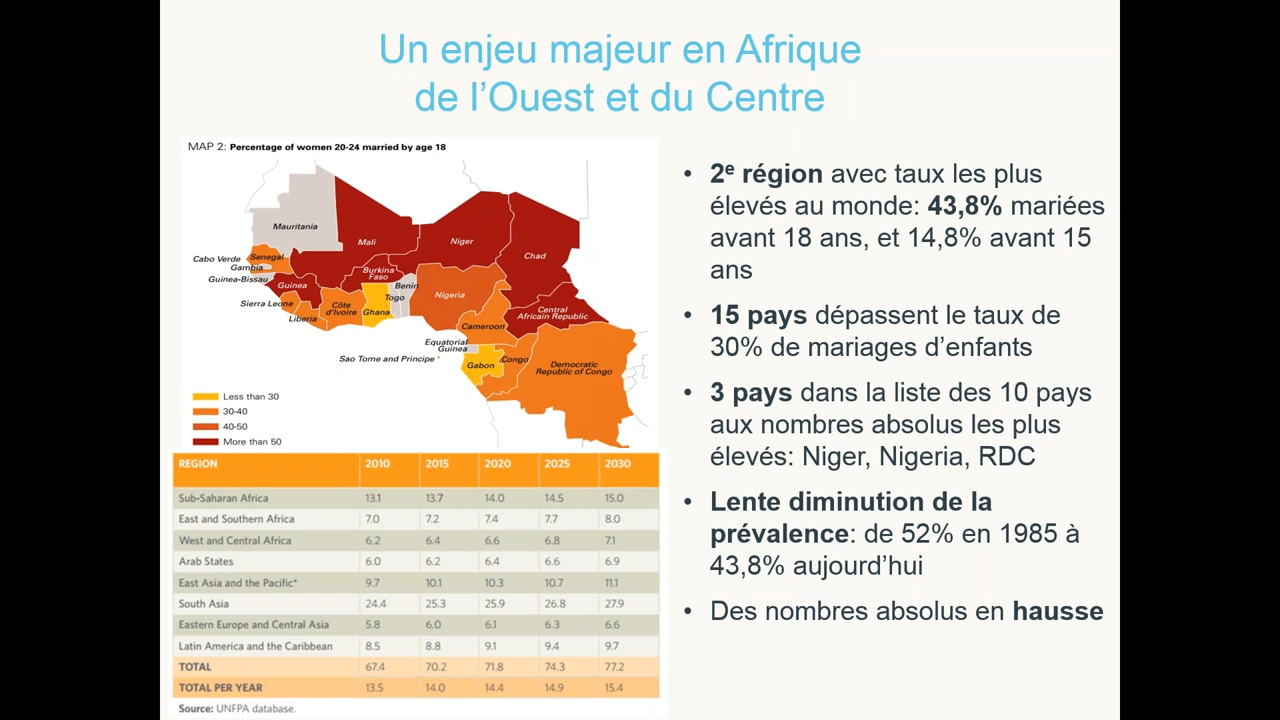 Un enjeu majeur en Afrique
de l’Ouest et du Centre
MAP 2: Percentage of women 20-24 married by age 18
Mauritania
Mali
Niger
Chad
Cabo Verde
Senegal
Gambia
Guinea-Bissau
Guinea
Burkina
Faso
Benin
Togo
Nigeria
Sierra Leone
Côte
d'Ivoire
Ghana
Liberia
Central
African Republic
Cameroon
Equatorial
Guinea
Sao Tome and Principe
Gabon
Congo
Democratic
Republic of Congo
Less than 30
30-40
40-50
More than 50
REGION 2010 2015 2020 2025 2030
Sub-Saharan Africa 13.1 13.7 14.0 14.5 15.0
East and Southern Africa 7.0 7.2 7.4 7.7 8.0
West and Central Africa 6.2 6.4 6.6 6.8 7.1
Arab States 6.0 6.2 6.4 6.6 6.9
East Asia and the Pacific* 9.7 10.1 10.3 10.7 11.1
South Asia 24.4 25.3 25.9 26.8 27.9
Eastern Europe and Central Asia 5.8 6.0 6.1 6.3 6.6
Latin America and the Caribbean 8.5 8.8 9.1 9.4 9.7
TOTAL 67.4 70.2 71.8 74.3 77.2
TOTAL PER YEAR 13.5 14.0 14.4 14.9 15.4
Source: UNFPA database.
• 2e région avec taux les plus
élevés au monde: 43,8% mariées
avant 18 ans, et 14,8% avant 15
ans
• 15 pays dépassent le taux de
30% de mariages d’enfants
• 3 pays dans la liste des 10 pays
aux nombres absolus les plus
élevés: Niger, Nigeria, RDC
• Lente diminution de la
prévalence: de 52% en 1985 à
43,8% aujourd’hui
• Des nombres absolus en hausse